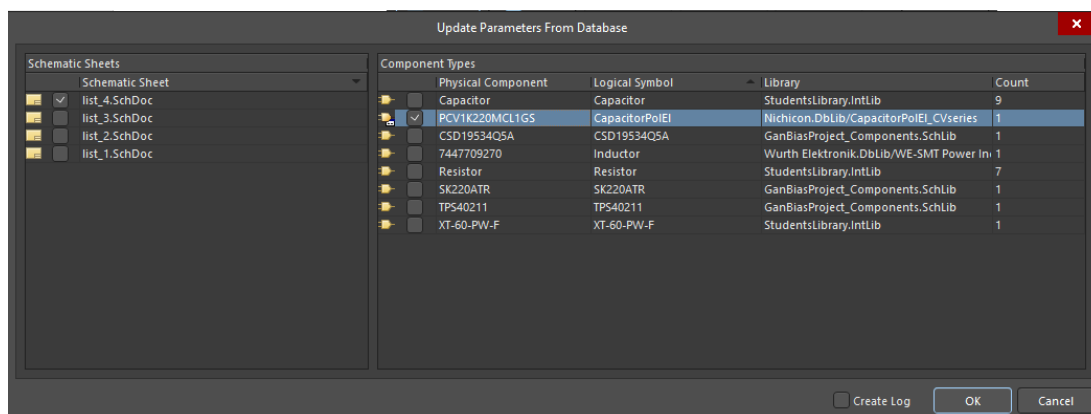 Update Parameters From Database
Schematic Sheets
Schematic Sheet
list_4.SchDoc
list_3.SchDoc
list_2.SchDoc
list_1.SchDoc
Component Types
Physical Component Logical Symbol Library Count
Capacitor Capacitor StudentsLibrary.IntLib 9
PCV1K220MCL1GS CapacitorPolEl Nichicon.DbLib/CapacitorPolEl_CVseries 1
CSD19534Q5A CSD19534Q5A GanBiasProject_Components.SchLib 1
7447709270 Inductor Wurth Elektronik.DbLib/WE-SMT Power In 1
Resistor Resistor StudentsLibrary.IntLib 7
SK220ATR SK220ATR GanBiasProject_Components.SchLib 1
TPS40211 TPS40211 GanBiasProject_Components.SchLib 1
XT-60-PW-F XT-60-PW-F StudentsLibrary.IntLib 1
Create Log OK Cancel